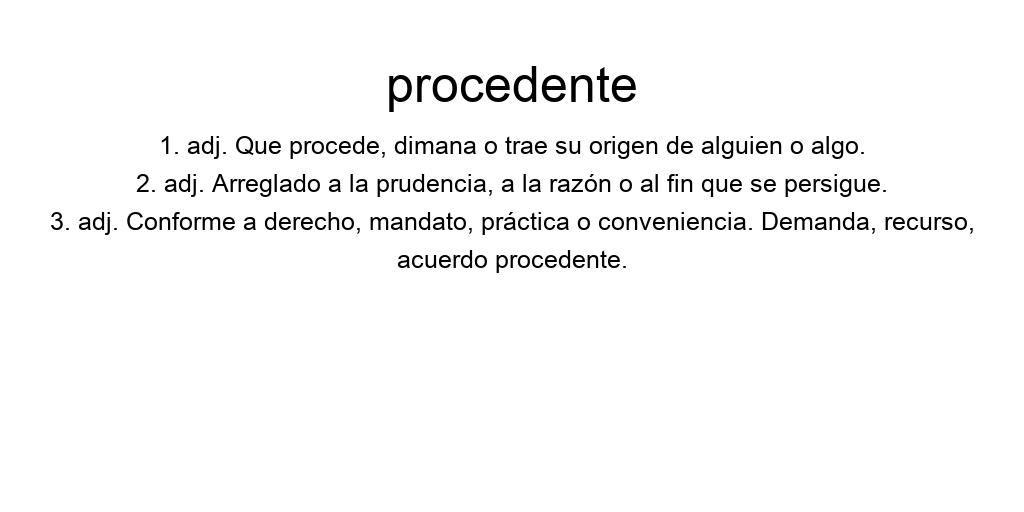 procedente
1. adj. Que procede, dimana o trae su origen de alguien o algo.
2. adj. Arreglado a la prudencia, a la razón o al fin que se persigue.
3. adj. Conforme a derecho, mandato, práctica o conveniencia. Demanda, recurso,
acuerdo procedente.